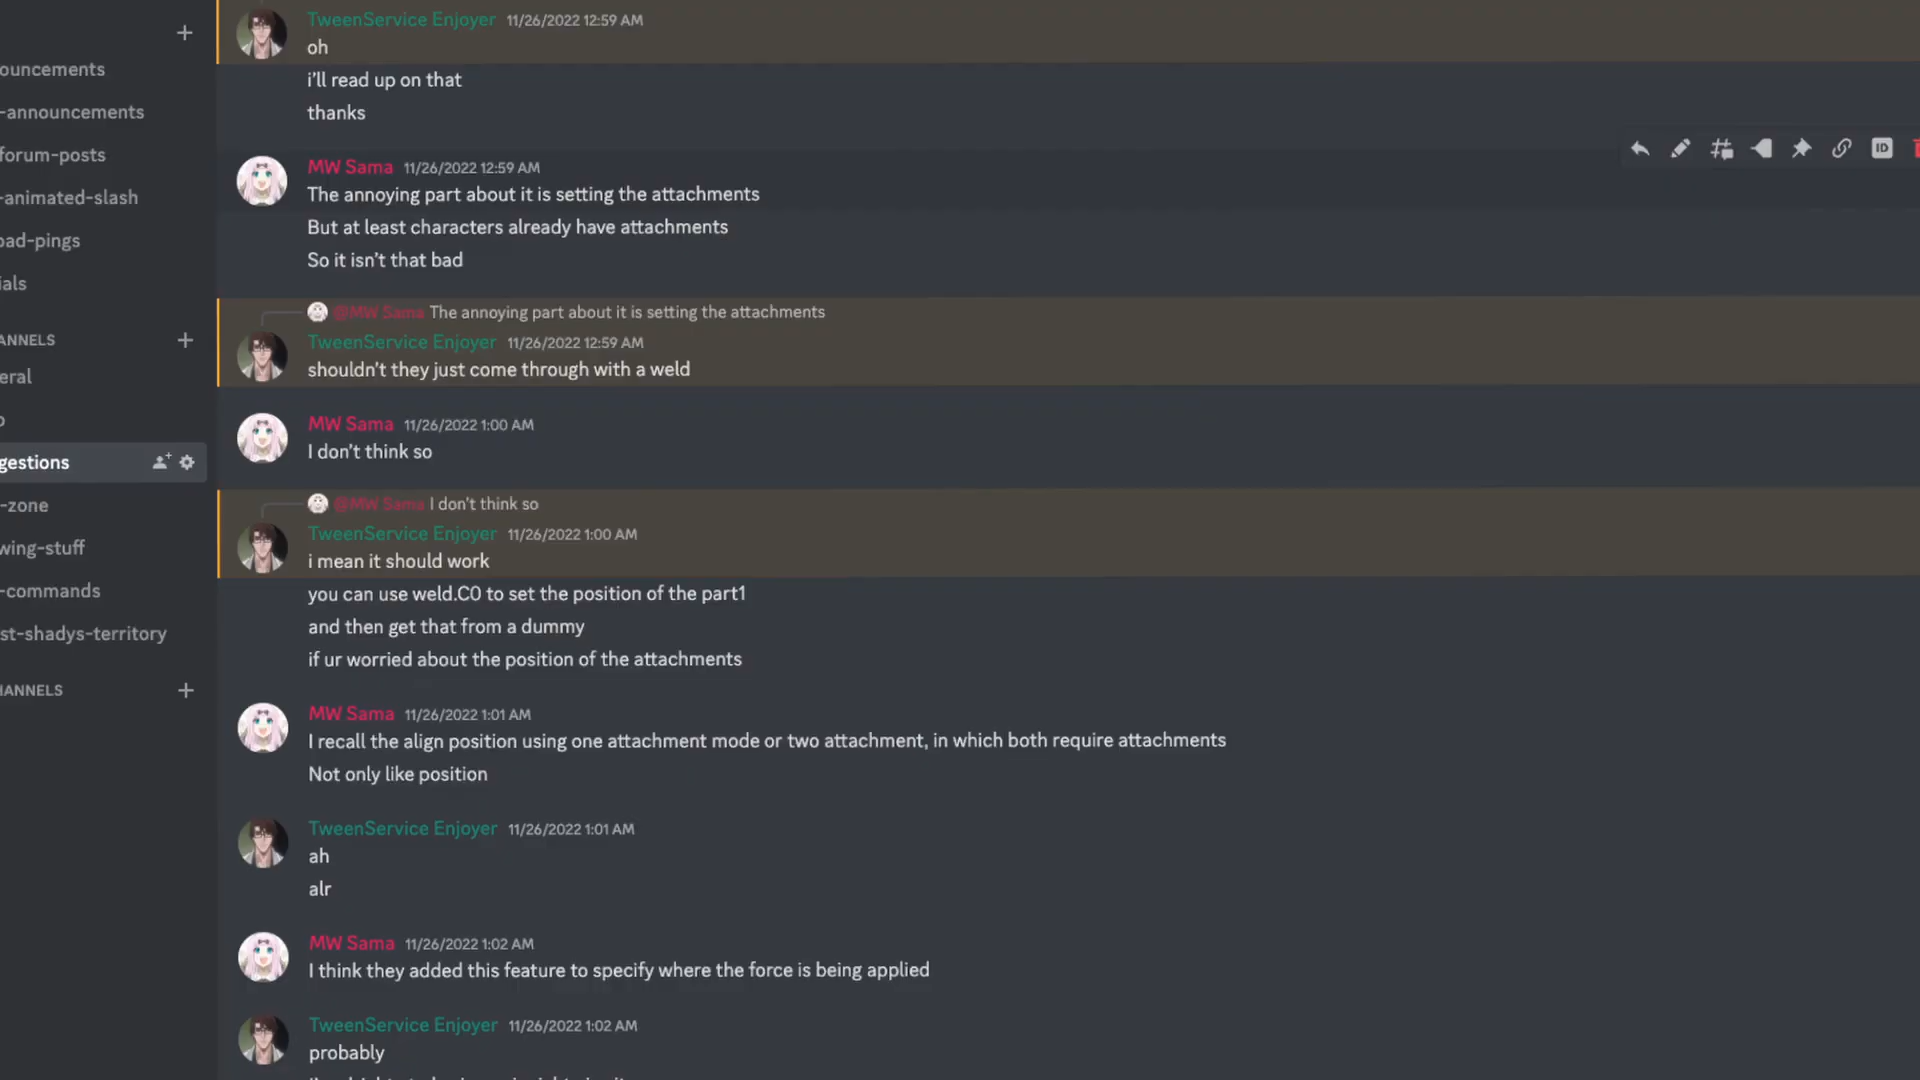 ouncements
-announcements
forum-posts
-animated-slash
oad-pings
ials
ANNELS
eral
gestions
-zone
wing-stuff
-commands
st-shadys-territory
HANNELS
TweenService Enjoyer 11/26/2022 12:59 AM
oh
i'll read up on that
thanks
MW Sama 11/26/2022 12:59 AM
The annoying part about it is setting the attachments
But at least characters already have attachments
So it isn't that bad
@MW Sama The annoying part about it is setting the attachments
TweenService Enjoyer 11/26/2022 12:59 AM
shouldn't they just come through with a weld
MW Sama 11/26/2022 1:00 AM
I don't think so
@MW Sama I don't think so
TweenService Enjoyer 11/26/2022 1:00 AM
i mean it should work
you can use weld.C0 to set the position of the part1
and then get that from a dummy
if ur worried about the position of the attachments
MW Sama 11/26/2022 1:01 AM
I recall the align position using one attachment mode or two attachment, in which both require attachments
Not only like position
TweenService Enjoyer 11/26/2022 1:01 AM
ah
alr
MW Sama 11/26/2022 1:02 AM
I think they added this feature to specify where the force is being applied
TweenService Enjoyer 11/26/2022 1:02 AM
probably
ID